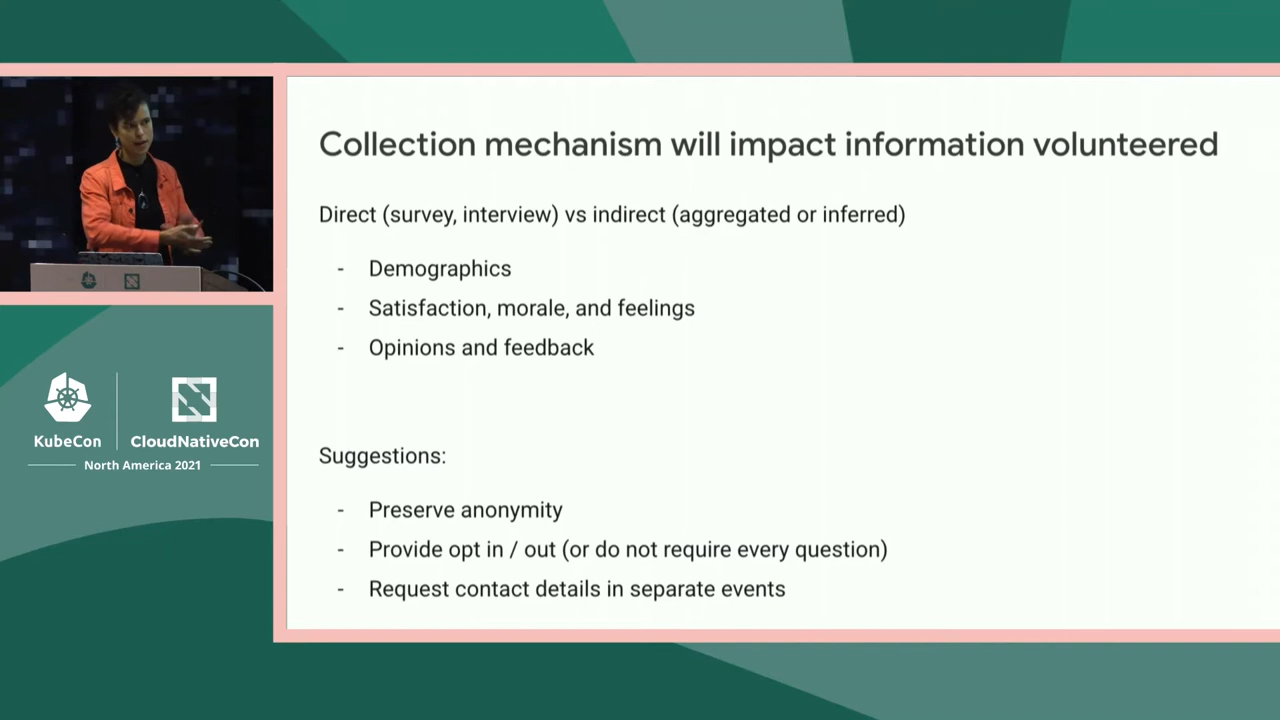 Collection mechanism will impact information volunteered
Direct (survey, interview) vs indirect (aggregated or inferred)
- Demographics
- Satisfaction, morale, and feelings
- Opinions and feedback
Suggestions:
- Preserve anonymity
- Provide opt in / out (or do not require every question)
- Request contact details in separate events
KubeCon
CloudNativeCon
North America 2021